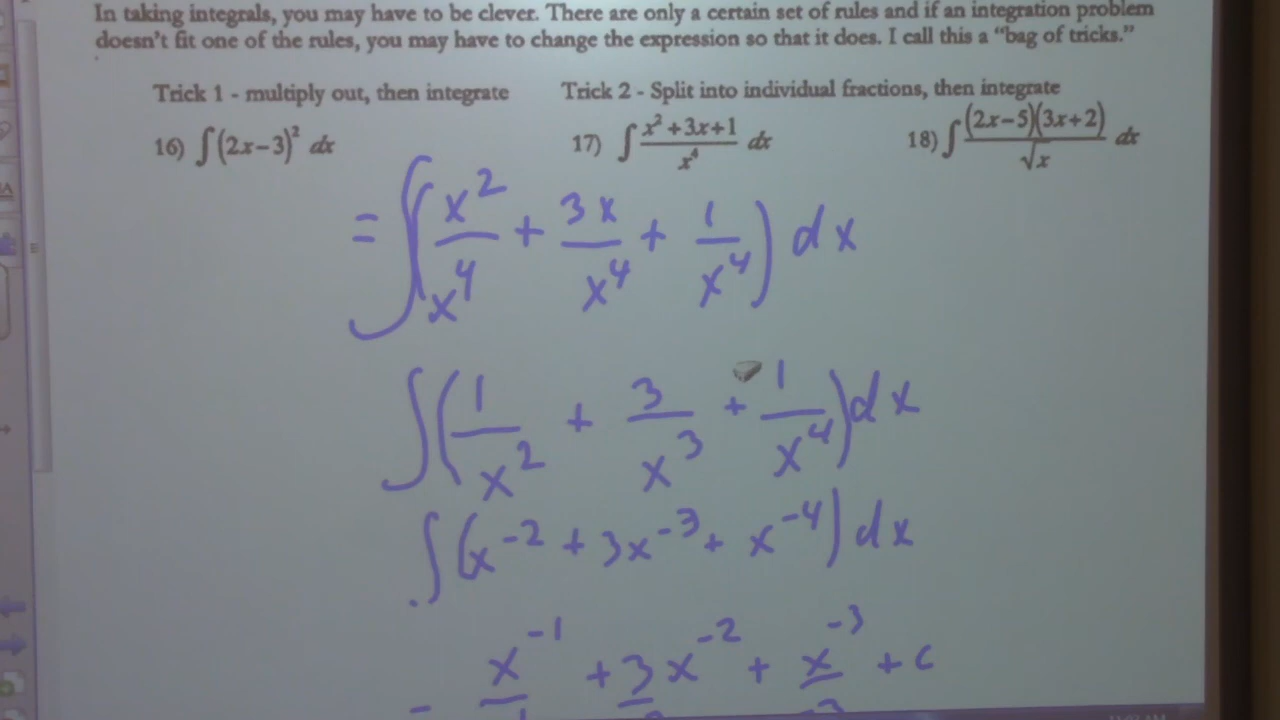 In taking integrals, you may have to be clever. There are only a certain set of rules and if an integration problem
doesn't fit one of the rules, you may have to change the expression so that it does. I call this a "bag of tricks."
Trick 1 - multiply out, then integrate
Trick 2 - Split into individual fractions, then integrate
16) ∫(2x−3)² dx
17) ∫ (x²+3x+1)/x⁴ dx
18) ∫ (2x−5)(3x+2)/√x dx
= ∫(x²/x⁴ + 3x/x⁴ + 1/x⁴) dx
∫(1/x² + 3/x³ + 1/x⁴) dx
∫(x⁻² + 3x⁻³ + x⁻⁴) dx
x⁻¹ + 3x⁻² + x⁻³ + c